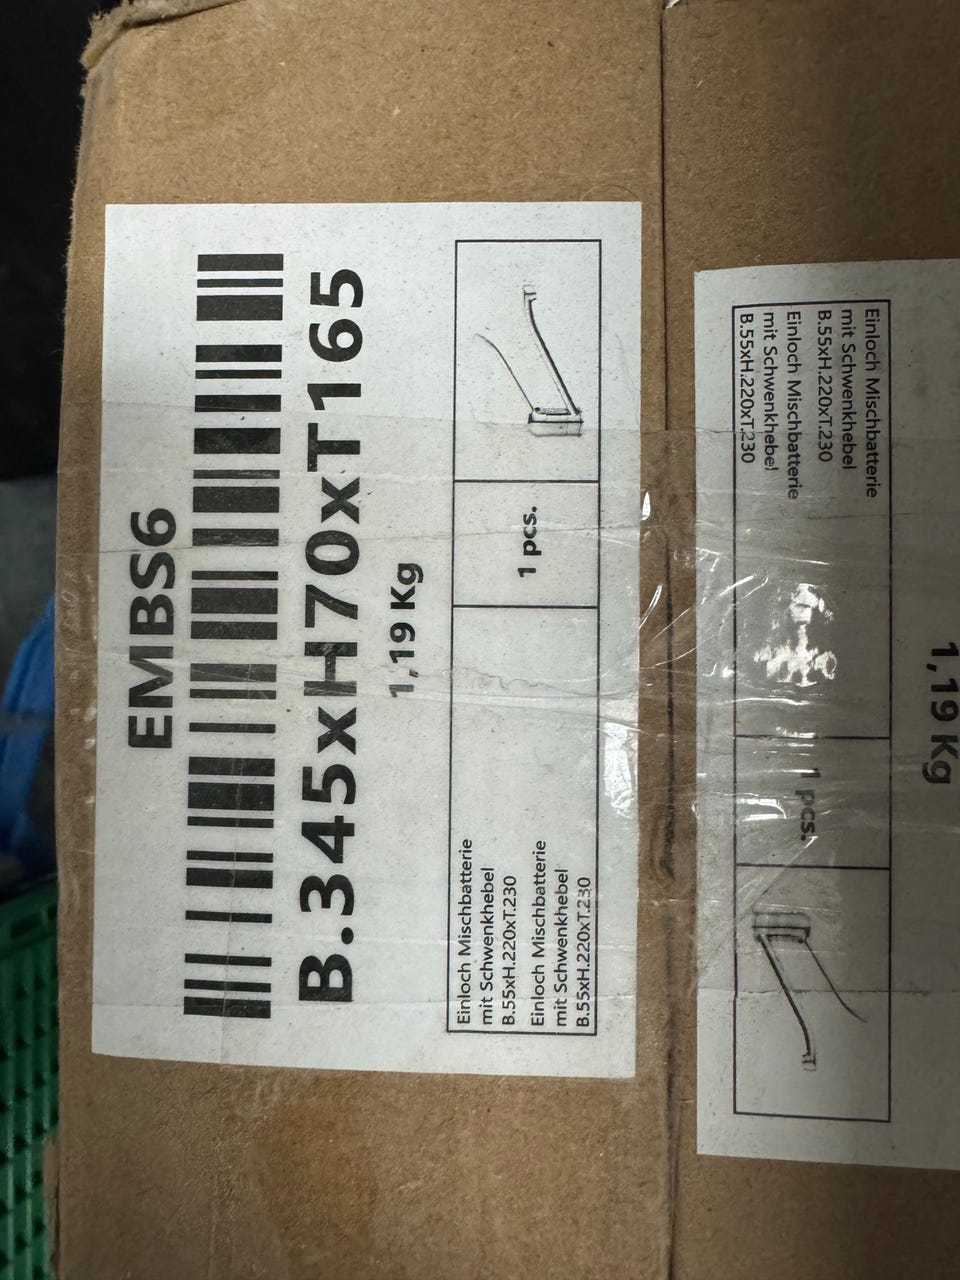 EMBS6
B.345xH70xT165
1,19 Kg
1 pcs.
Einloch Mischbatterie
mit Schwenkhebel
B.55xH.220xT.230
Einloch Mischbatterie
mit Schwenkhebel
B.55xH.220xT.230
1,19 Kg
Einloch Mischbatterie
mit Schwenkhebel
B.55xH.220xT.230
Einloch Mischbatterie
mit Schwenkhebel
B.55xH.220xT.230
1 pcs.